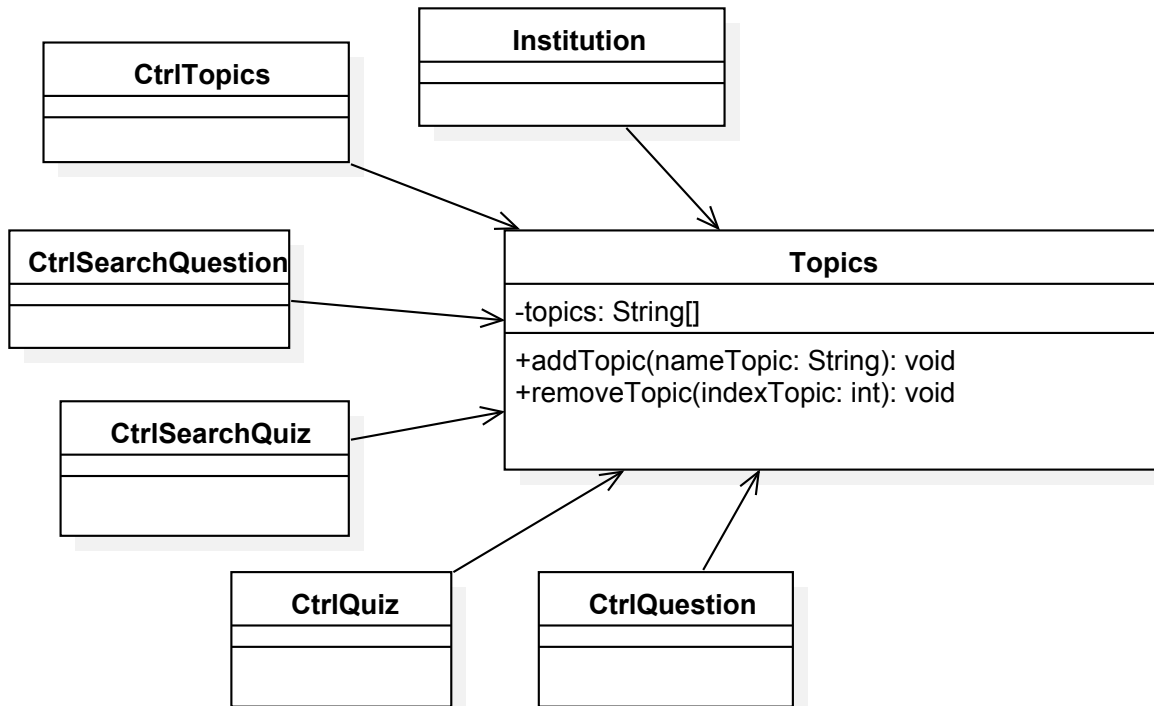 Institution
CtrlTopics
CtrlSearchQuestion
Topics
-topics: String[]
+addTopic(nameTopic: String): void
+removeTopic(indexTopic: int): void
CtrlSearchQuiz
CtrlQuiz
CtrlQuestion